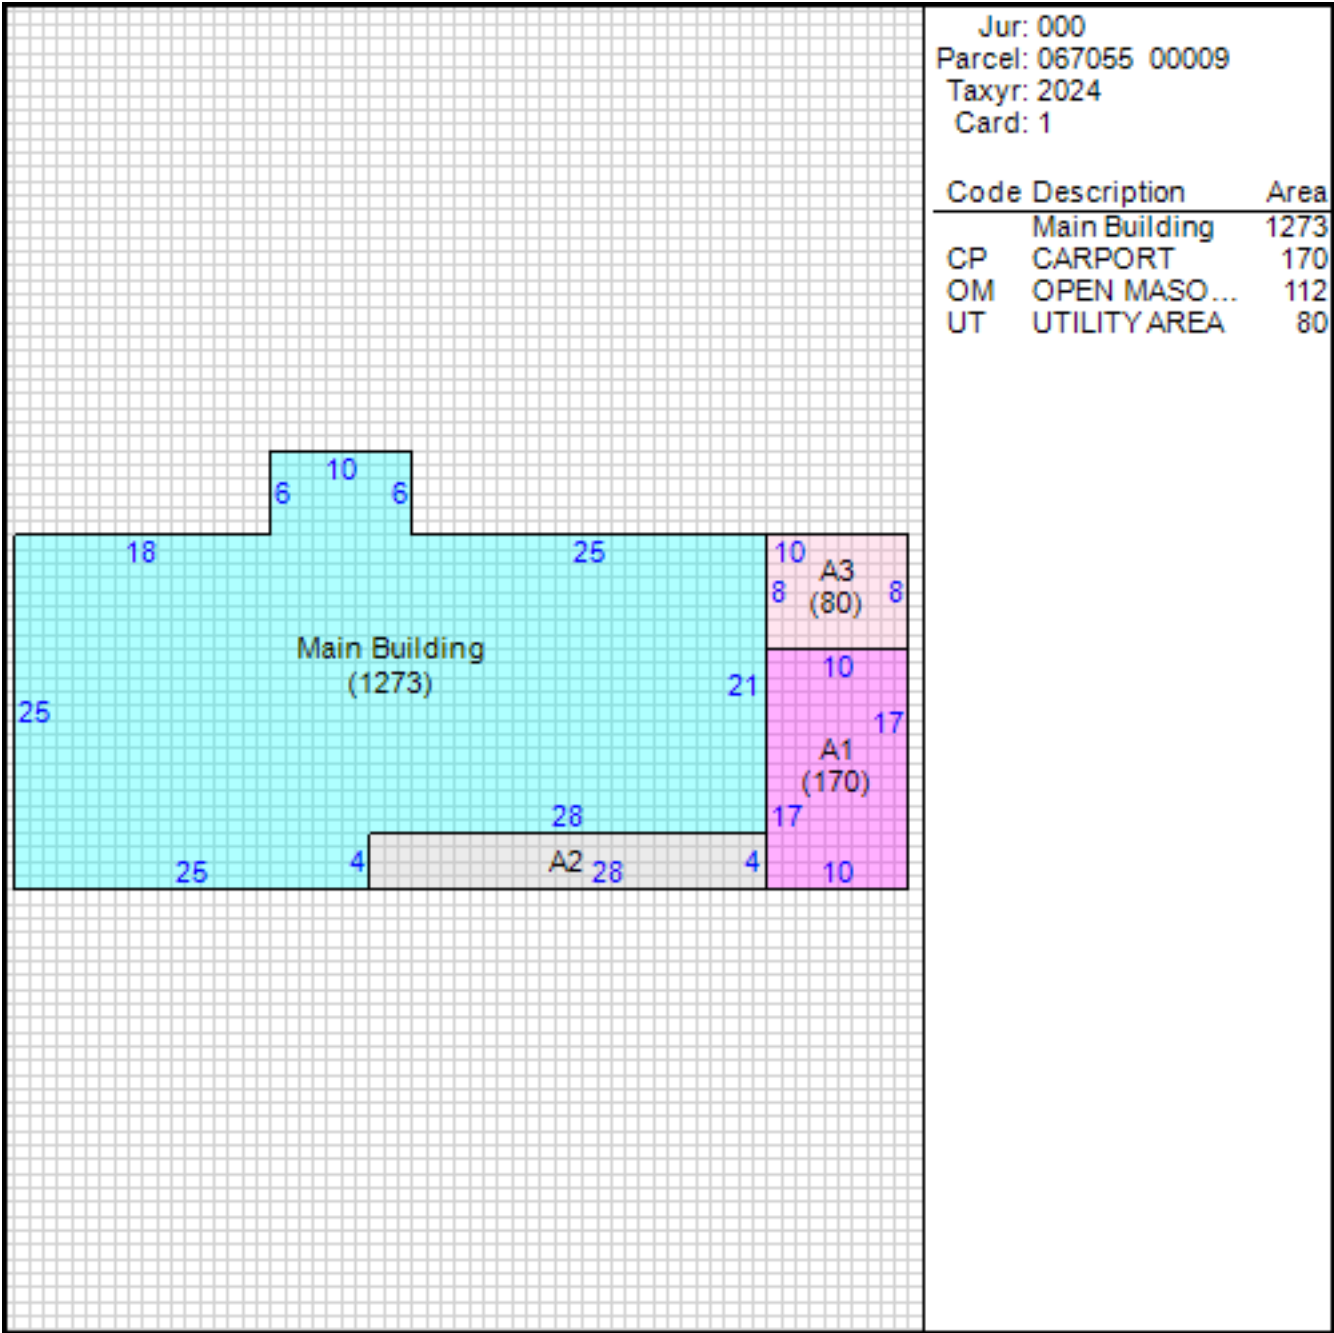 Jur: 000
Parcel: 067055 00009
Taxyr: 2024
Card: 1
Code Description Area
Main Building 1273
CP CARPORT 170
OM OPEN MASO... 112
UT UTILITY AREA 80
10
6 6
18 25 10
A3
8 (80) 8
Main Building
(1273)
10
21
25
17
A1
(170)
28 17
4 A2 28 4
25 10